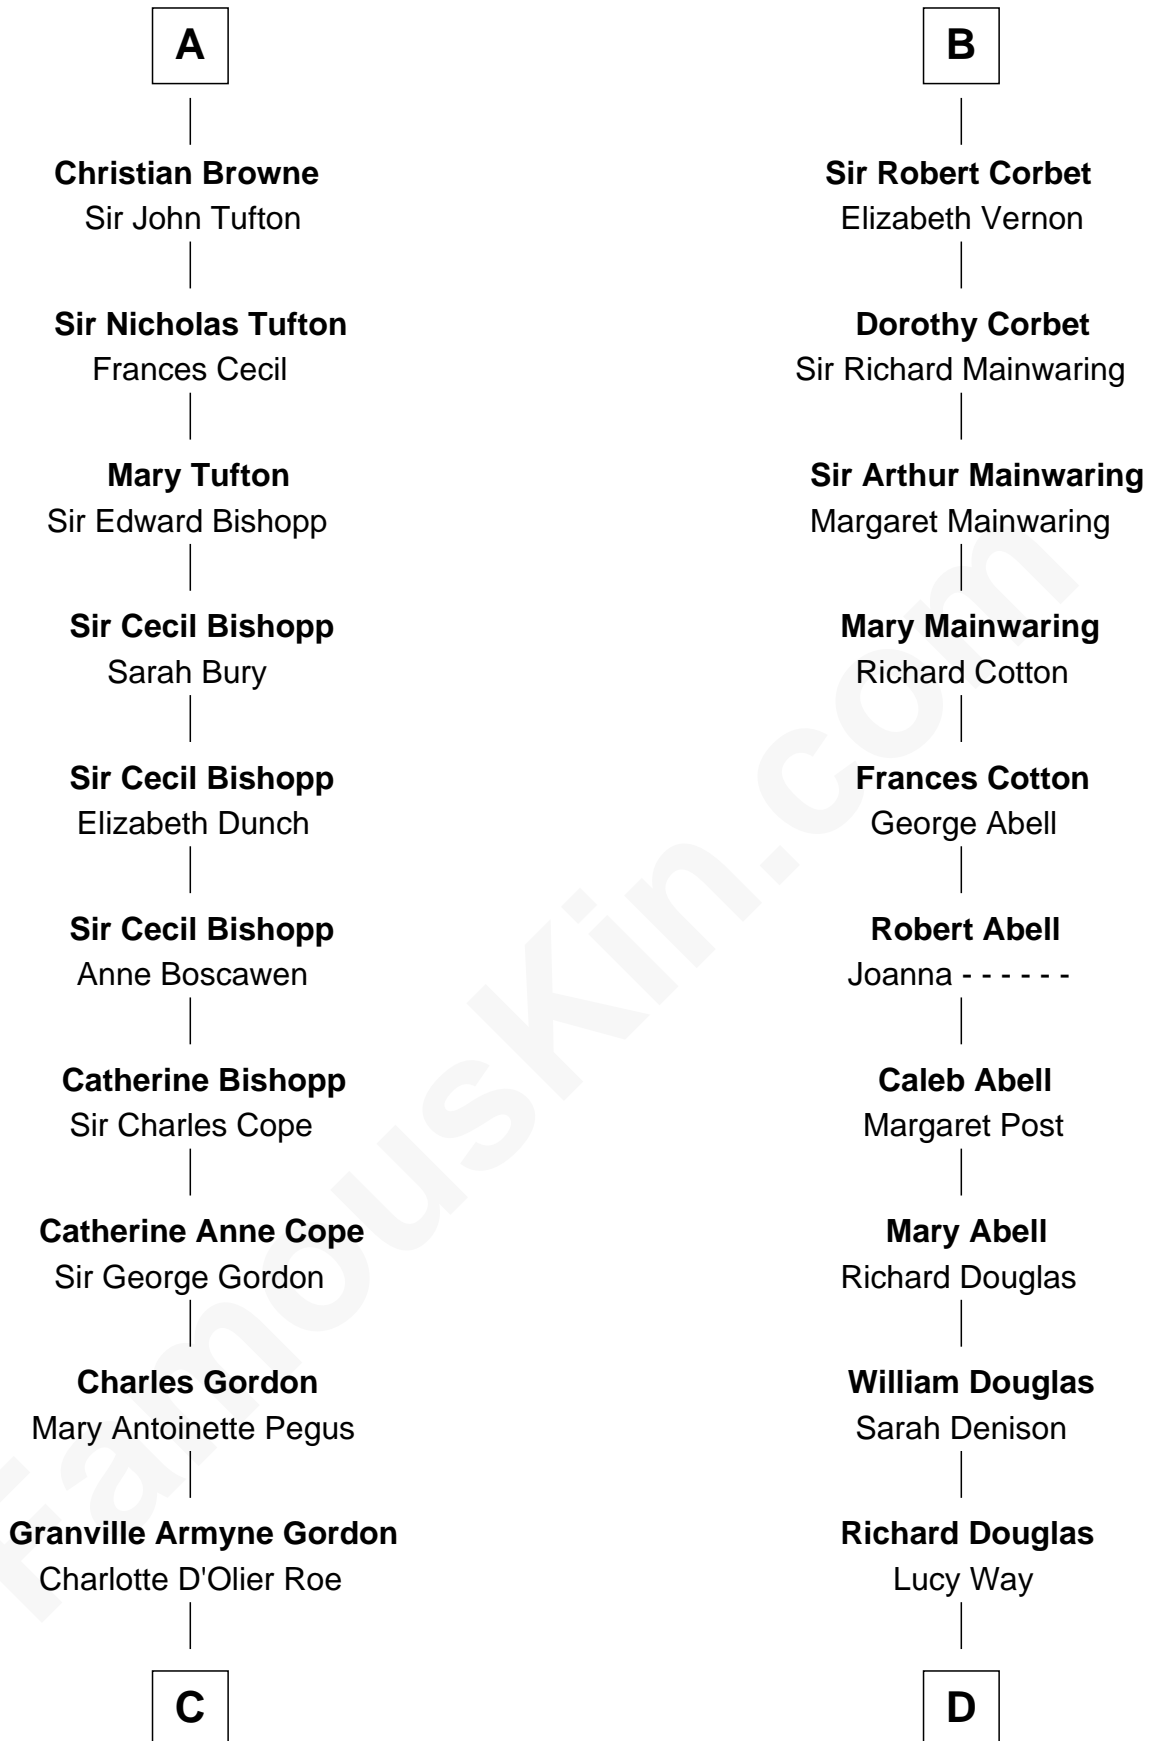 A
Christian Browne
Sir John Tufton
Sir Nicholas Tufton
Frances Cecil
Mary Tufton
Sir Edward Bishopp
Sir Cecil Bishopp
Sarah Bury
Sir Cecil Bishopp
Elizabeth Dunch
Sir Cecil Bishopp
Anne Boscawen
Catherine Bishopp
Sir Charles Cope
Catherine Anne Cope
Sir George Gordon
Charles Gordon
Mary Antoinette Pegus
Granville Armyne Gordon
Charlotte D'Olier Roe
C
B
Sir Robert Corbet
Elizabeth Vernon
Dorothy Corbet
Sir Richard Mainwaring
Sir Arthur Mainwaring
Margaret Mainwaring
Mary Mainwaring
Richard Cotton
Frances Cotton
George Abell
Robert Abell
Joanna - - - - - -
Caleb Abell
Margaret Post
Mary Abell
Richard Douglas
William Douglas
Sarah Denison
Richard Douglas
Lucy Way
D
FamousKin.com